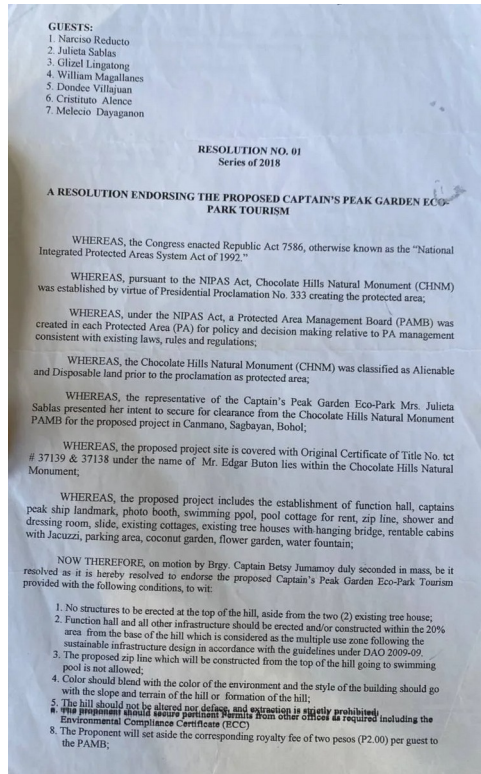 GUESTS:
1. Narciso Reducto
2. Julieta Sablas
3. Glizel Lingatong
4. William Magallanes
5. Dondee Villajuan
6. Cristituto Alence
7. Melecio Dayaganon
RESOLUTION NO. 01
Series of 2018
A RESOLUTION ENDORSING THE PROPOSED CAPTAIN'S PEAK GARDEN ECO-
PARK TOURISM
WHEREAS, the Congress enacted Republic Act 7586, otherwise known as the "National
Integrated Protected Areas System Act of 1992."
WHEREAS, pursuant to the NIPAS Act, Chocolate Hills Natural Monument (CHNM)
was established by virtue of Presidential Proclamation No. 333 creating the protected area;
WHEREAS, under the NIPAS Act, a Protected Area Management Board (PAMB) was
created in each Protected Area (PA) for policy and decision making relative to PA management
consistent with existing laws, rules and regulations;
WHEREAS, the Chocolate Hills Natural Monument (CHNM) was classified as Alienable
and Disposable land prior to the proclamation as protected area;
WHEREAS, the representative of the Captain's Peak Garden Eco-Park Mrs. Julieta
Sablas presented her intent to secure for clearance from the Chocolate Hills Natural Monument
PAMB for the proposed project in Canmano, Sagbayan, Bohol;
WHEREAS, the proposed project site is covered with Original Certificate of Title No. tct
# 37139 & 37138 under the name of Mr. Edgar Buton lies within the Chocolate Hills Natural
Monument;
WHEREAS, the proposed project includes the establishment of function hall, captains
peak ship landmark, photo booth, swimming ppol, pool cottage for rent, zip line, shower and
dressing room, slide, existing cottages, existing tree houses with hanging bridge, rentable cabins
with Jacuzzi, parking area, coconut garden, flower garden, water fountain;
NOW THEREFORE, on motion by Brgy. Captain Betsy Jumamoy duly seconded in mass, be it
resolved as it is hereby resolved to endorse the proposed Captain's Peak Garden Eco-Park Tourism
provided with the following conditions, to wit:
1. No structures to be erected at the top of the hill, aside from the two (2) existing tree house;
2. Function hall and all other infrastructure should be erected and/or constructed within the 20%
area from the base of the hill which is considered as the multiple use zone following the
sustainable infrastructure design in accordance with the guidelines under DAO 2009-09.
3. The proposed zip line which will be constructed from the top of the hill going to swimming
pool is not allowed;
4. Color should blend with the color of the environment and the style of the building should go
with the slope and terrain of the hill or formation of the hill;
5. The hill should not be altered nor deface, and extraction is strictly prohibited;
The proponent should secure pertinent Permits from other offices as required including the
Environmental Compliance Certificate (ECC)
8. The Proponent will set aside the corresponding royalty fee of two pesos (P2.00) per guest to
the PAMB;